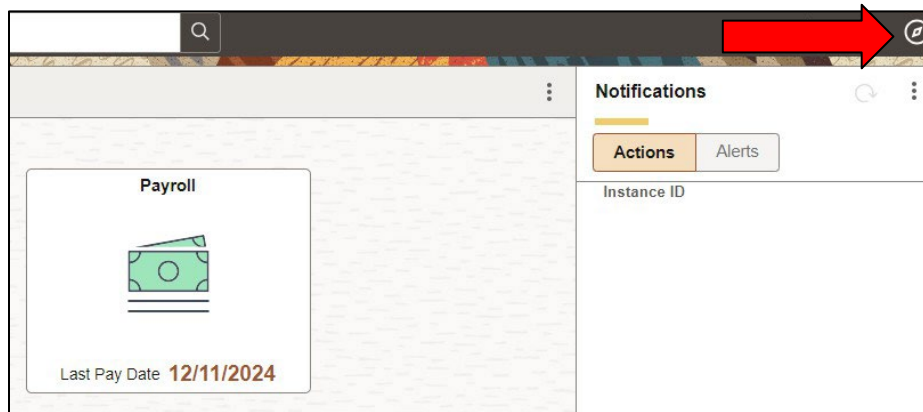 Notifications
Actions Alerts
Payroll
Instance ID
Last Pay Date 12/11/2024